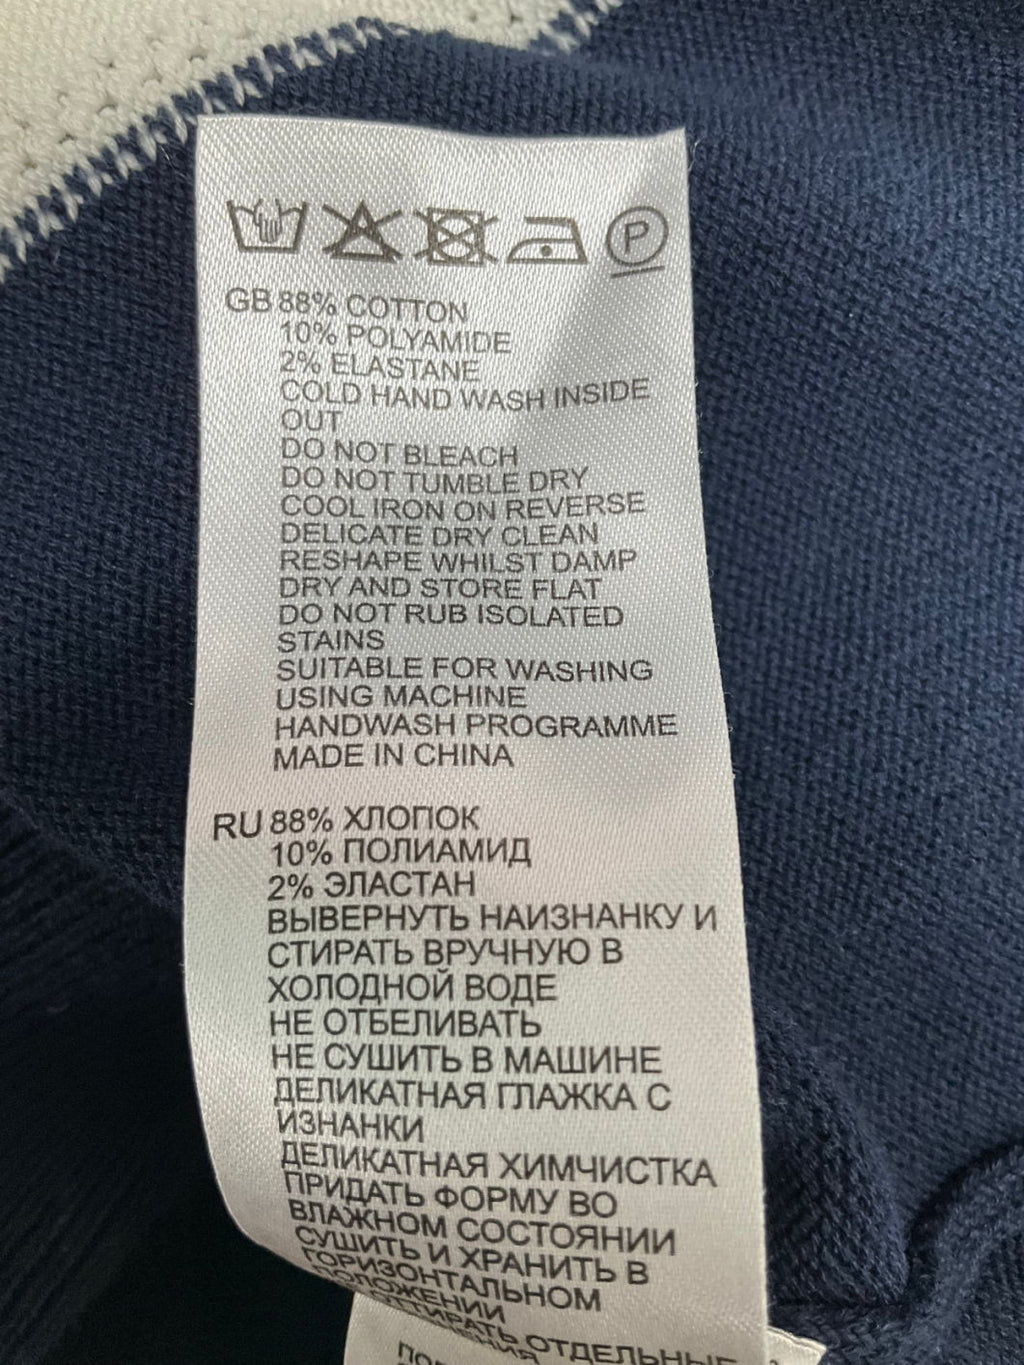 P
GB 88% COTTON
10% POLYAMIDE
2% ELASTANE
COLD HAND WASH INSIDE
OUT
DO NOT BLEACH
DO NOT TUMBLE DRY
COOL IRON ON REVERSE
DELICATE DRY CLEAN
RESHAPE WHILST DAMP
DRY AND STORE FLAT
DO NOT RUB ISOLATED
STAINS
SUITABLE FOR WASHING
USING MACHINE
HANDWASH PROGRAMME
MADE IN CHINA
RU 88% ХЛОПОК
10% ПОЛИАМИД
2% ЭЛАСТАН
ВЫВЕРНУТЬ НАИЗНАНКУ И
СТИРАТЬ ВРУЧНУЮ В
ХОЛОДНОЙ ВОДЕ
НЕ ОТБЕЛИВАТЬ
НЕ СУШИТЬ В МАШИНЕ
ДЕЛИКАТНАЯ ГЛАЖКА С
ИЗНАНКИ
ДЕЛИКАТНАЯ ХИМЧИСТКА
ПРИДАТЬ ФОРМУ ВО
ВЛАЖНОМ СОСТОЯНИИ
СУШИТЬ И ХРАНИТЬ В
ГОРИЗОНТАЛЬНОМ
ПОЛОЖЕНИИ
ОТДЕЛЬНЫЕ